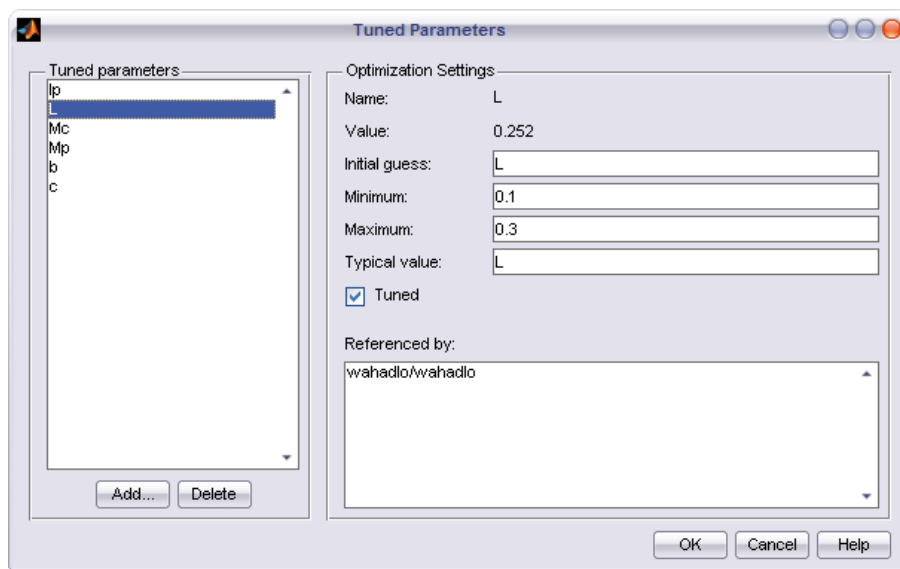 Tuned Parameters
Tuned parameters
Ip
L
Mc
Mp
b
c
Add...
Delete
Optimization Settings
Name: L
Value: 0.252
Initial guess: L
Minimum: 0.1
Maximum: 0.3
Typical value: L
Tuned
Referenced by:
wahadlo/wahadlo
OK
Cancel
Help